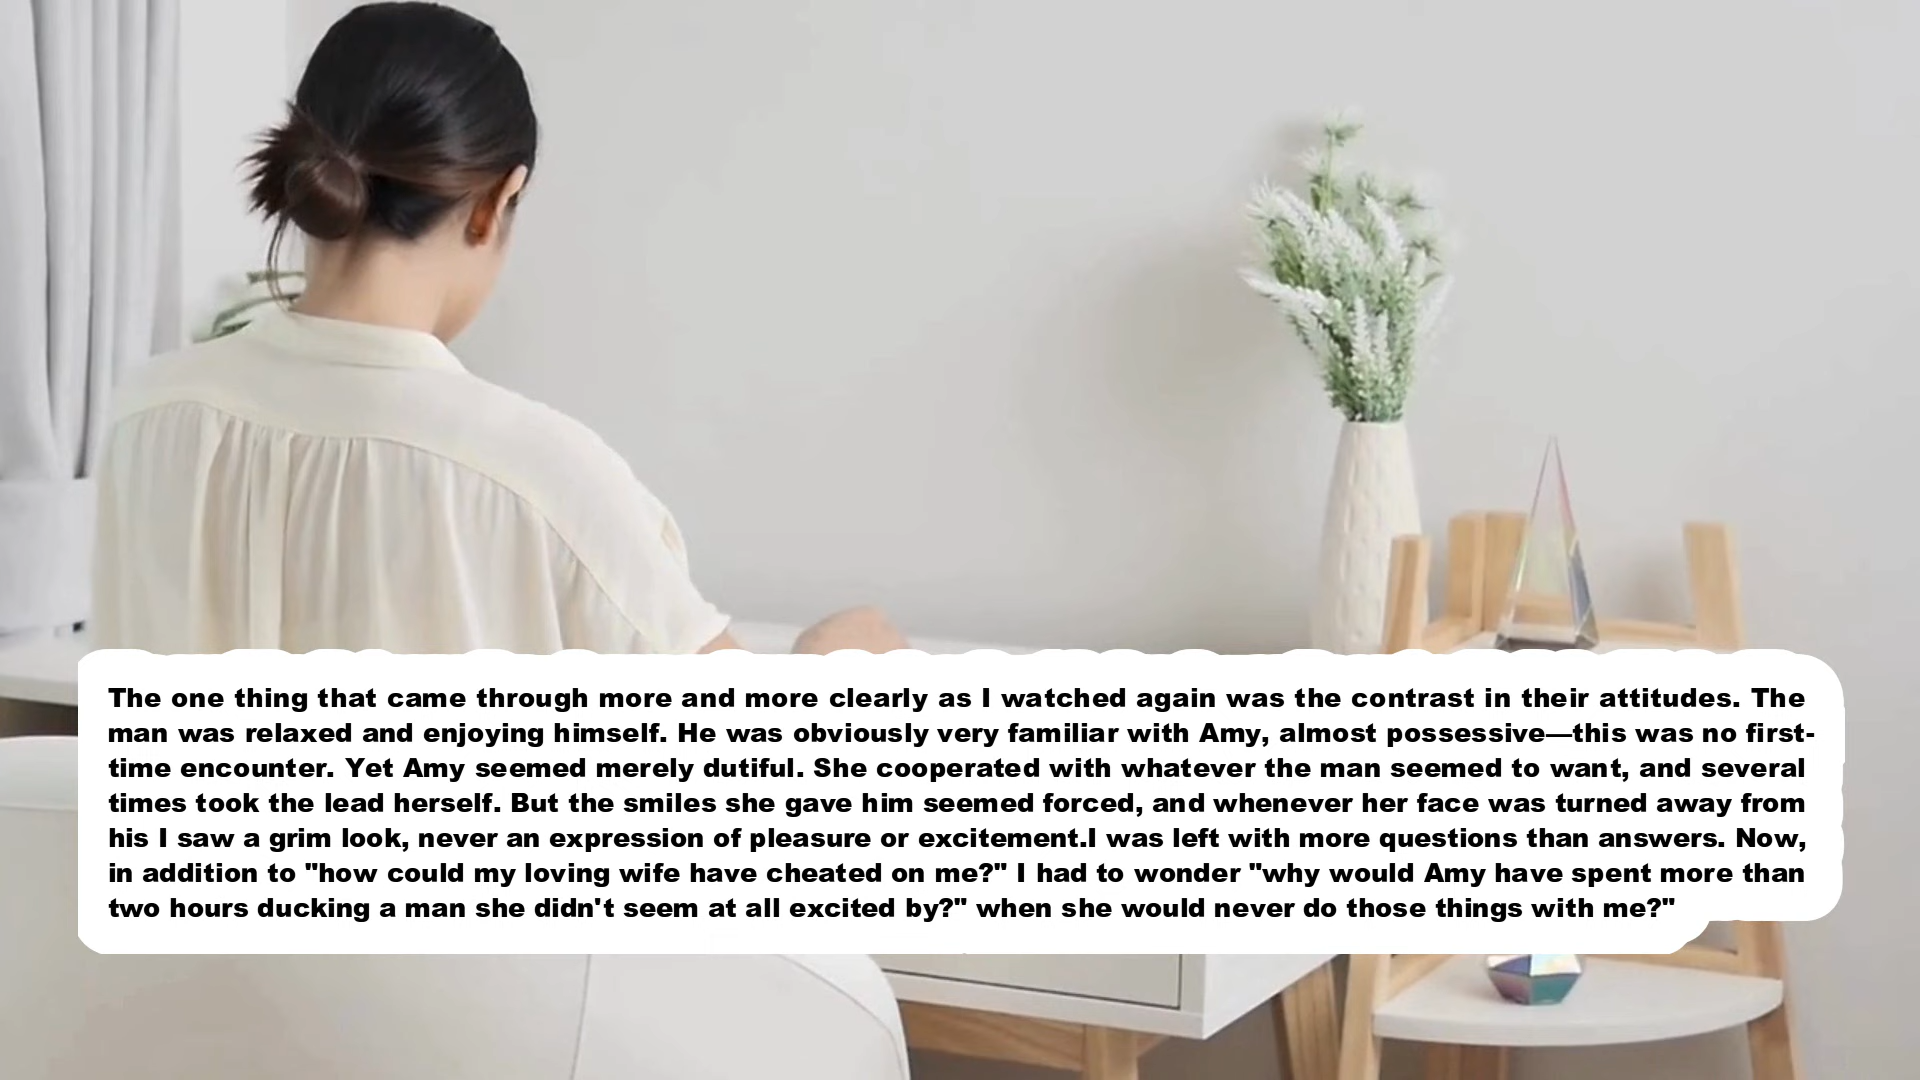 The one thing that came through more and more clearly as I watched again was the contrast in their attitudes. The
man was relaxed and enjoying himself. He was obviously very familiar with Amy, almost possessive—this was no first-
time encounter. Yet Amy seemed merely dutiful. She cooperated with whatever the man seemed to want, and several
times took the lead herself. But the smiles she gave him seemed forced, and whenever her face was turned away from
his I saw a grim look, never an expression of pleasure or excitement.I was left with more questions than answers. Now,
in addition to "how could my loving wife have cheated on me?" I had to wonder "why would Amy have spent more than
two hours ducking a man she didn't seem at all excited by?" when she would never do those things with me?"